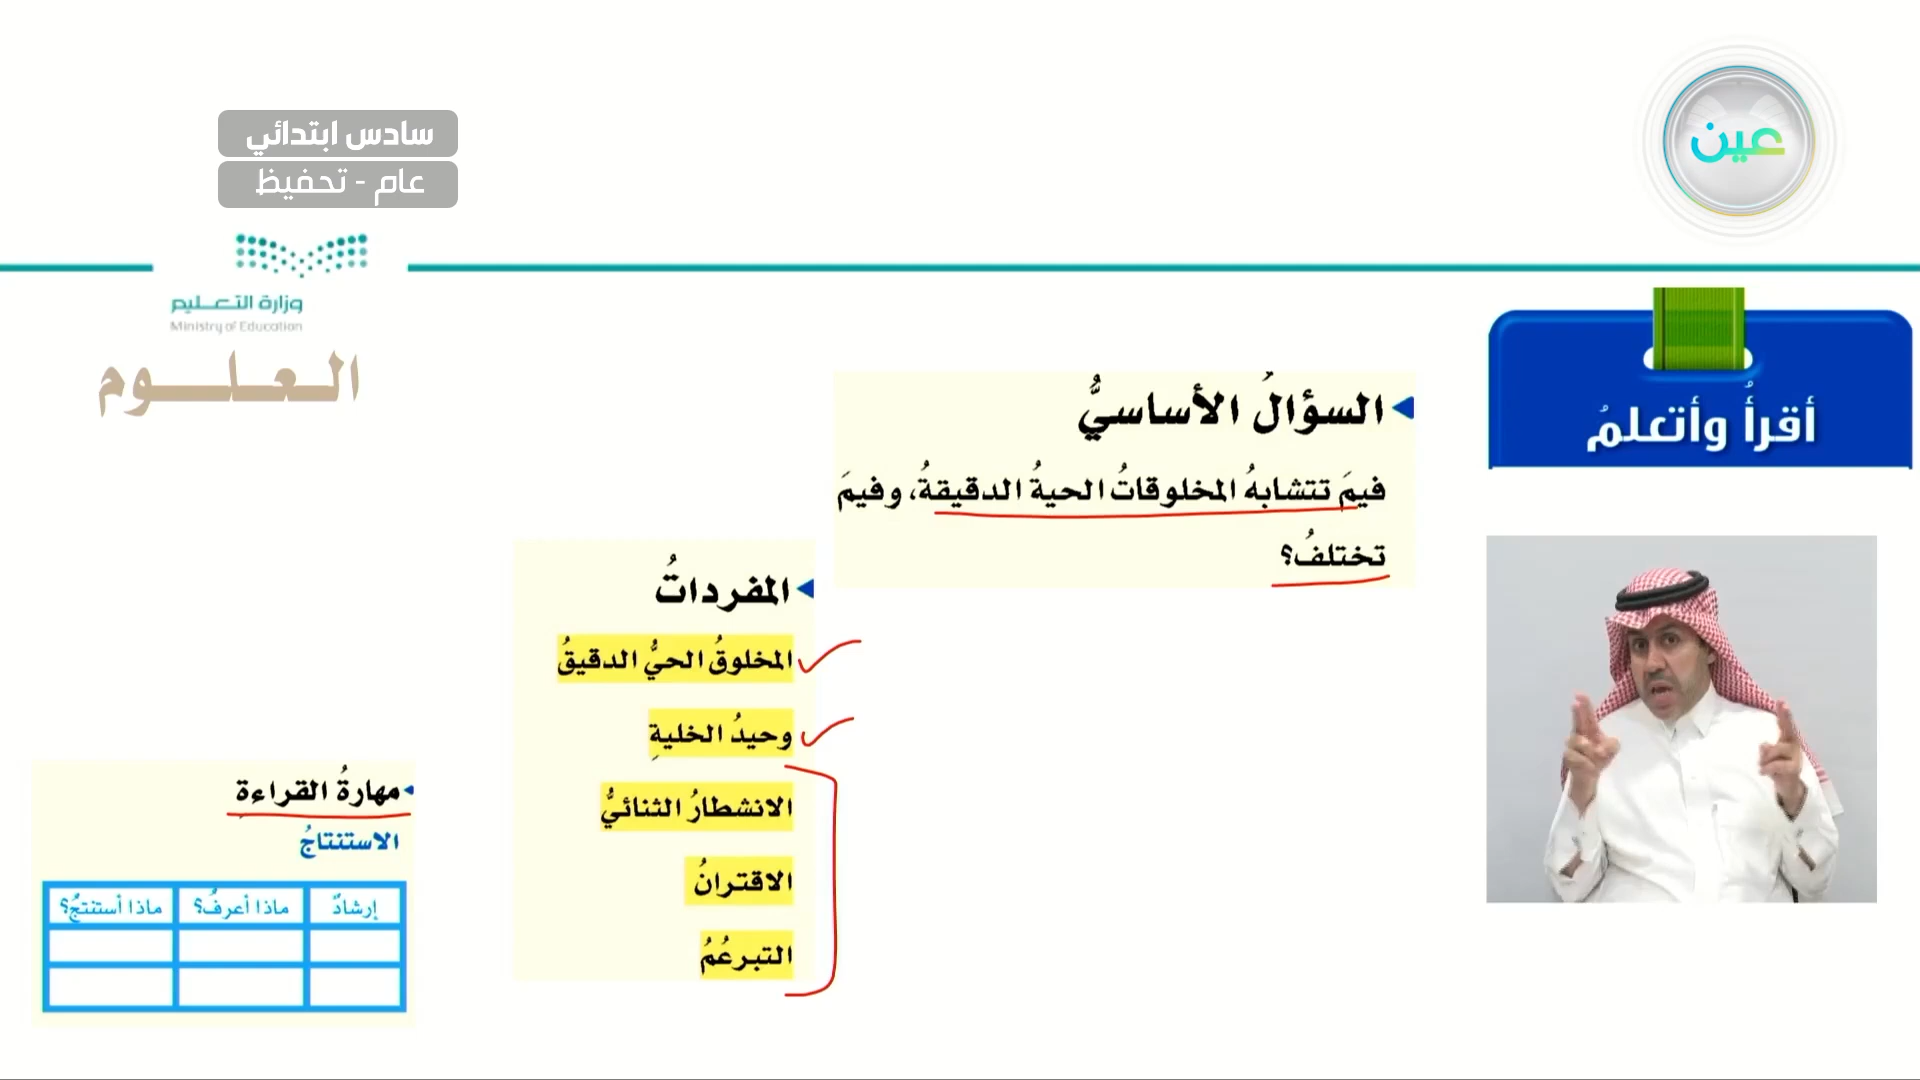 عين
سادس ابتدائي
عام - تحفيظ
وزارة التعـــليم
Ministry of Education
العـلـــوم
أقرأُ وأتعلمُ
السؤالُ الأساسيُّ
فيمَ تتشابهُ المخلوقاتُ الحيةُ الدقيقةُ، وفيمَ
تختلفُ؟
المفرداتُ
المخلوقُ الحيُّ الدقيقُ
وحيدُ الخليةِ
الانشطارُ الثنائيُّ
الاقترانُ
التبرعُمُ
مهارةُ القراءةِ
الاستنتاجُ
إرشادٌ ماذا أعرفُ؟ ماذا أستنتجُ؟